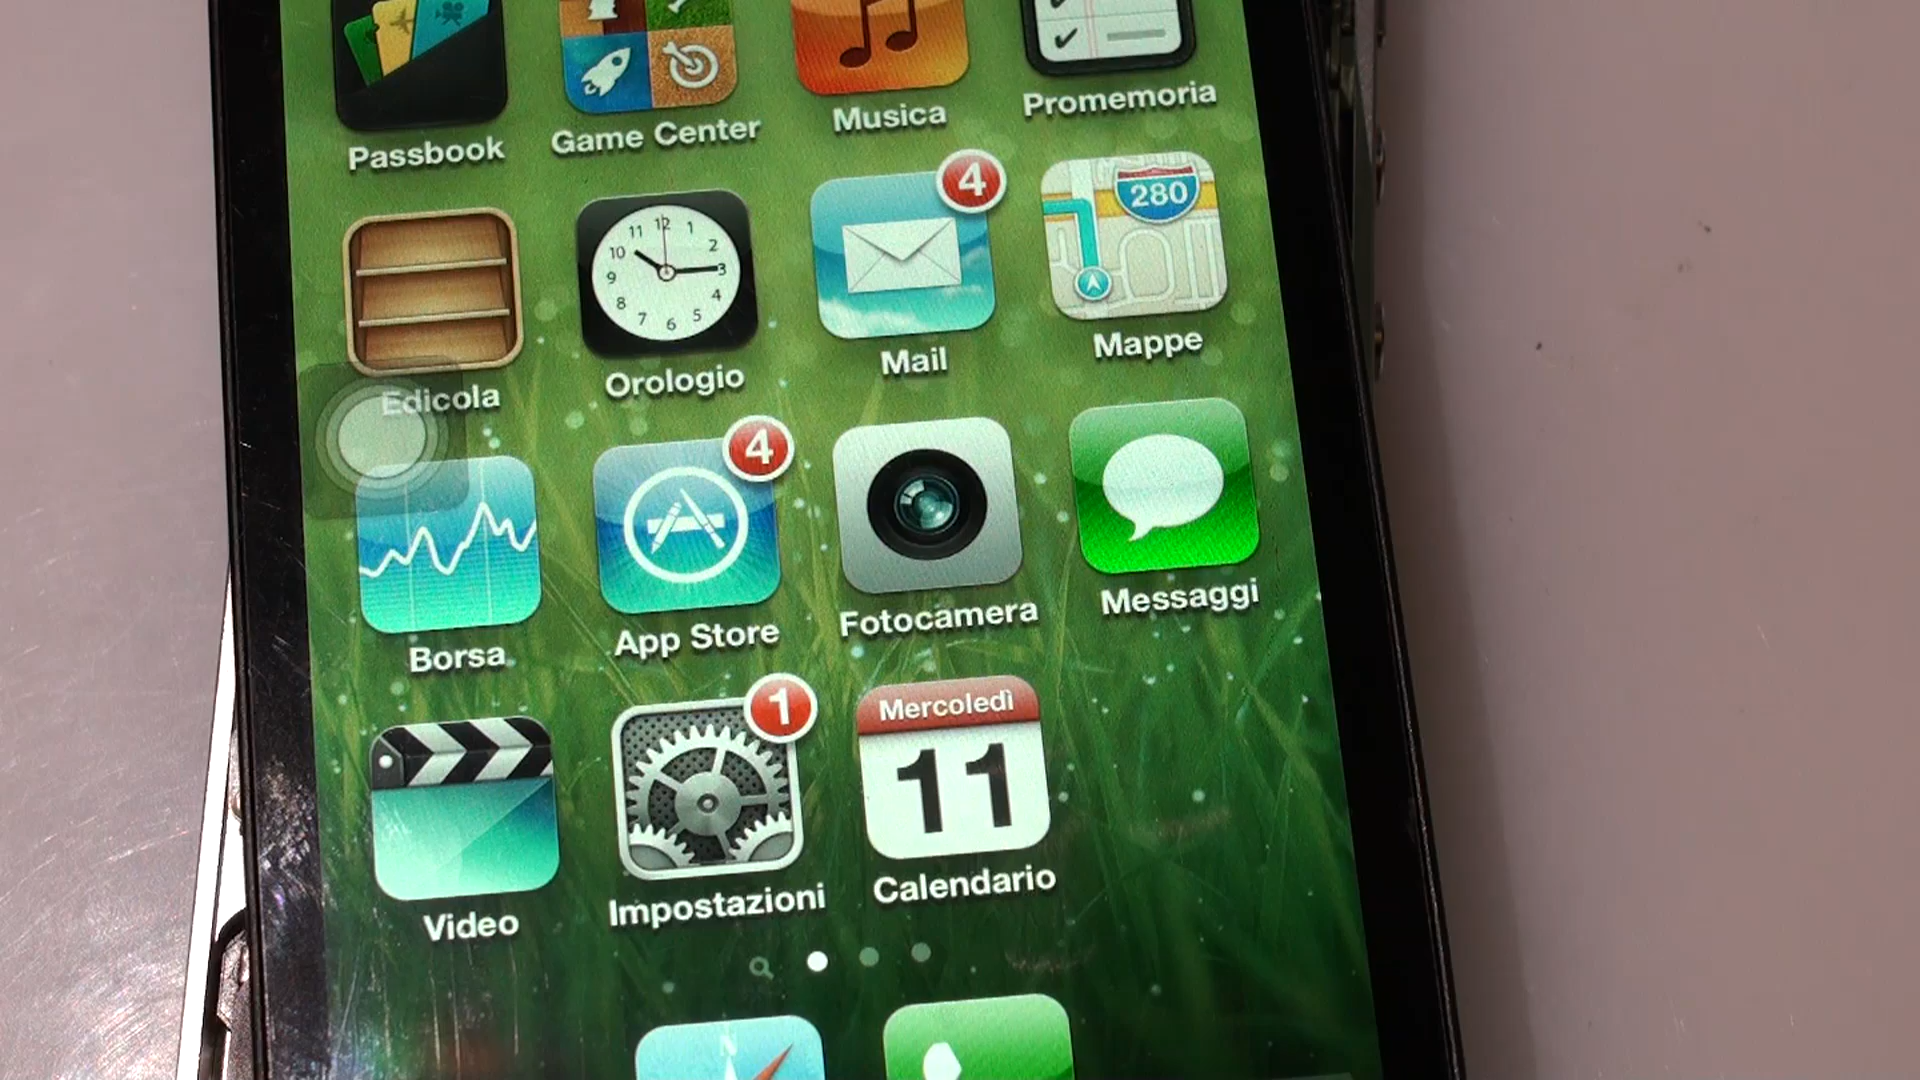 Passbook
Game Center
Musica
Promemoria
12
11
1
10
2
9
3
8
4
7
6
5
4
280
Edicola
Orologio
Mail
Mappe
4
Borsa
App Store
Fotocamera
Messaggi
1
Mercoledì
11
Video
Impostazioni
Calendario
N